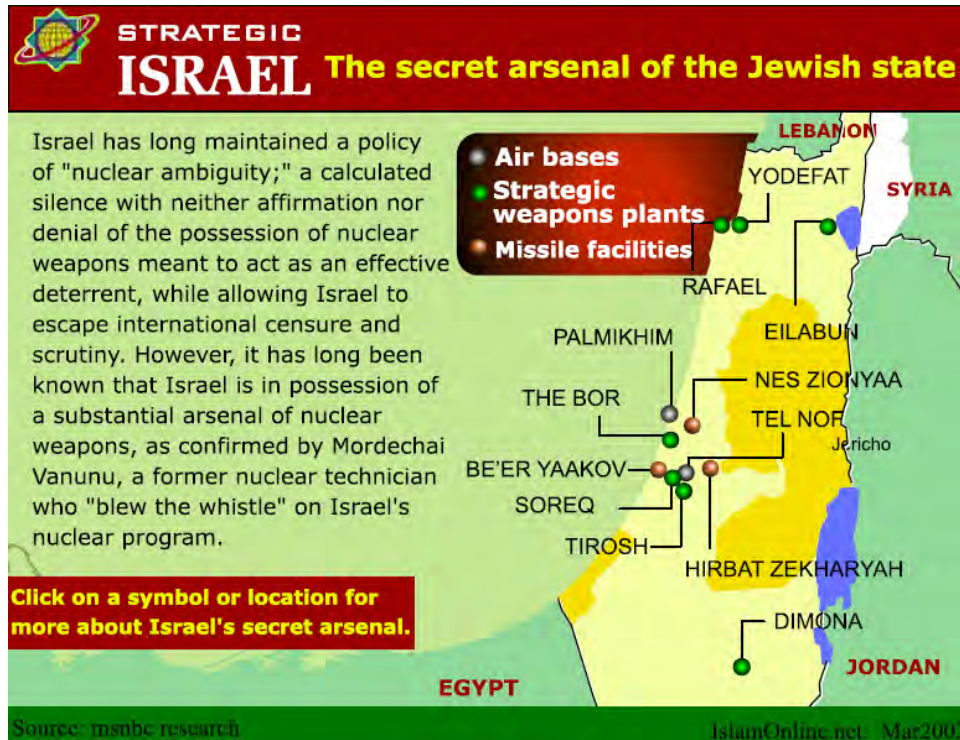 STRATEGIC
ISRAEL The secret arsenal of the Jewish state
Israel has long maintained a policy
of "nuclear ambiguity;" a calculated
silence with neither affirmation nor
denial of the possession of nuclear
weapons meant to act as an effective
deterrent, while allowing Israel to
escape international censure and
scrutiny. However, it has long been
known that Israel is in possession of
a substantial arsenal of nuclear
weapons, as confirmed by Mordechai
Vanunu, a former nuclear technician
who "blew the whistle" on Israel's
nuclear program.
Click on a symbol or location for
more about Israel's secret arsenal.
Air bases
Strategic
weapons plants
Missile facilities
LEBANON
YODEFAT
SYRIA
RAFAEL
EILABUN
PALMIKHIM
NES ZIONYAA
THE BOR
TEL NOF
Jericho
BE'ER YAAKOV
SOREQ
TIROSH
HIRBAT ZEKHARYAH
DIMONA
JORDAN
EGYPT
Source: msnbc research
IslamOnline.net. Mar